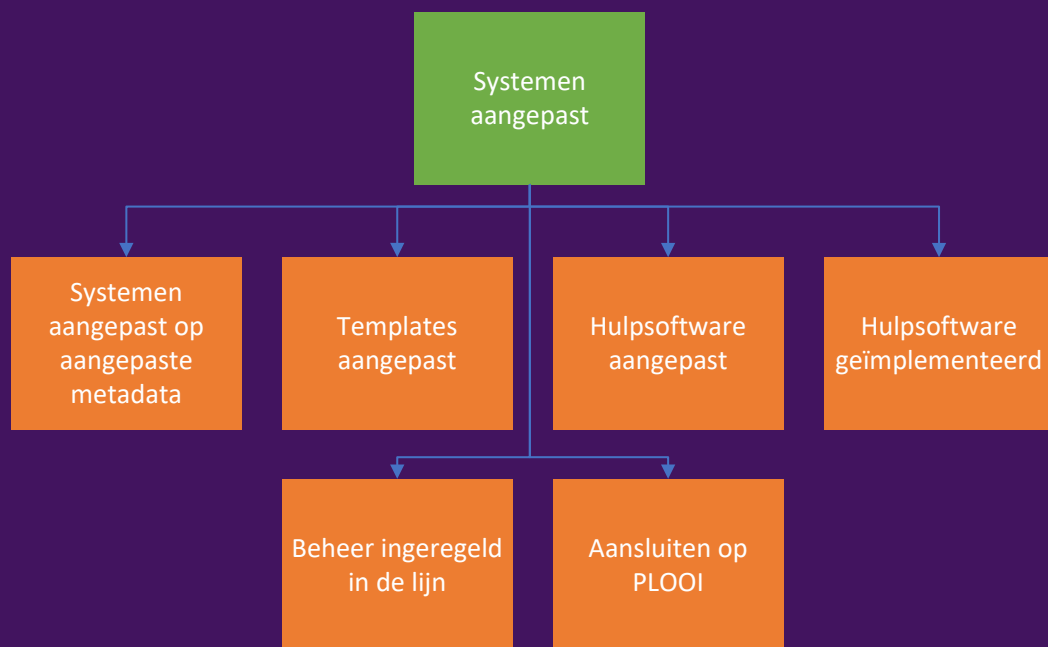 Systemen
aangepast
Systemen
aangepast op
aangepaste
metadata
Templates
aangepast
Hulpsoftware
aangepast
Hulpsoftware
geïmplementeerd
Beheer ingeregeld
in de lijn
Aansluiten op
PLOOI